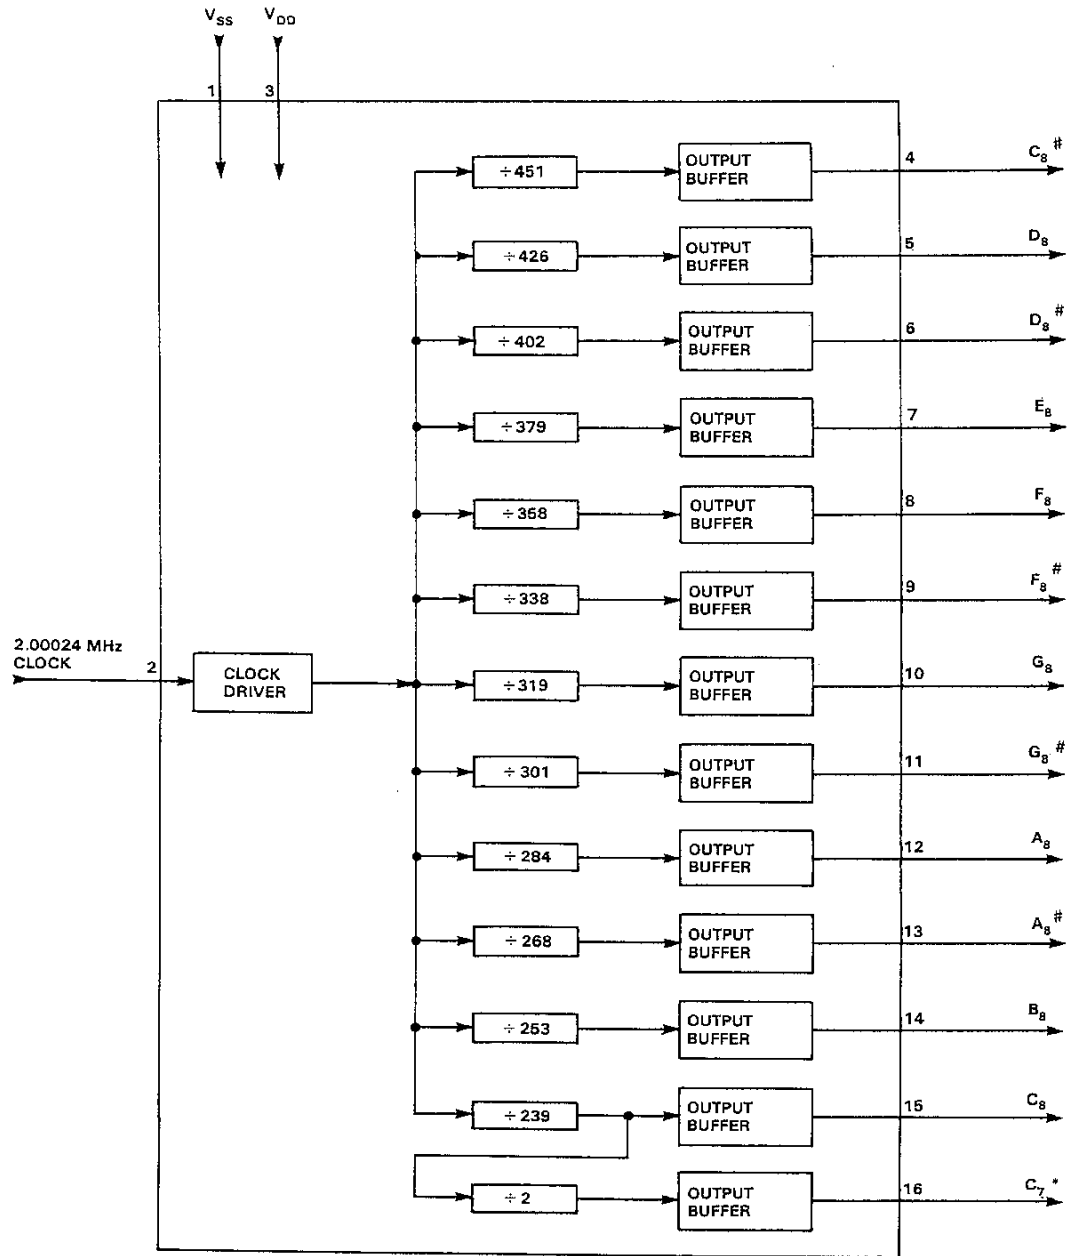 VSS VDD
1 3
÷451 OUTPUT BUFFER 4 C8#
÷426 OUTPUT BUFFER 5 D8
÷402 OUTPUT BUFFER 6 D8#
÷379 OUTPUT BUFFER 7 E8
÷358 OUTPUT BUFFER 8 F8
÷338 OUTPUT BUFFER 9 F8#
2.00024 MHz
CLOCK 2 CLOCK DRIVER ÷319 OUTPUT BUFFER 10 G8
÷301 OUTPUT BUFFER 11 G8#
÷284 OUTPUT BUFFER 12 A8
÷268 OUTPUT BUFFER 13 A8#
÷253 OUTPUT BUFFER 14 B8
÷239 OUTPUT BUFFER 15 C8
÷2 OUTPUT BUFFER 16 C7*